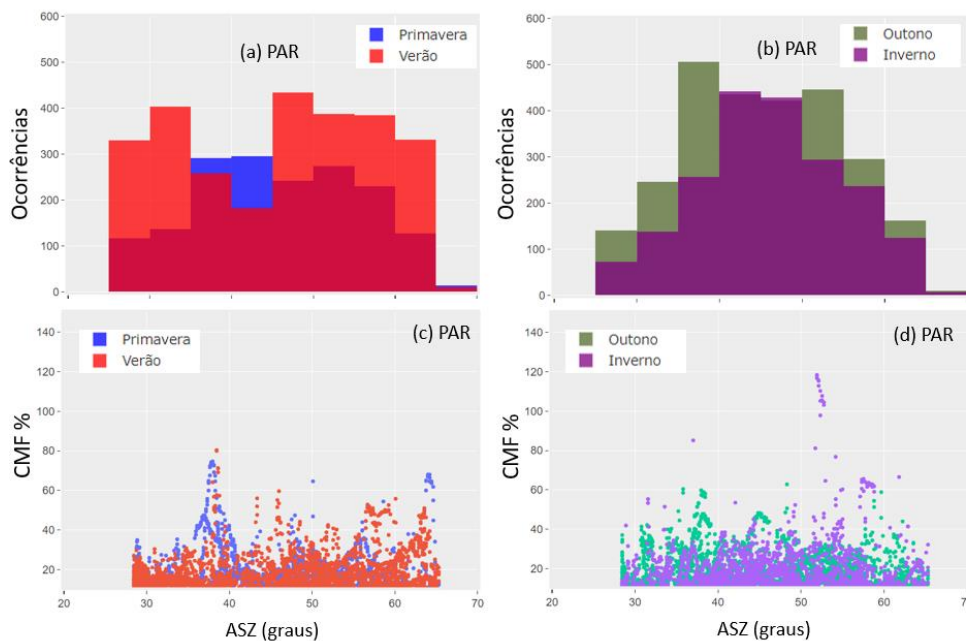 600
500
400
300
200
100
0
Ocorrências
(a) PAR
Primavera
Verão
600
500
400
300
200
100
0
Ocorrências
(b) PAR
Outono
Inverno
140
120
100
80
60
40
20
CMF %
Primavera
Verão
(c) PAR
20
30
40
50
60
70
ASZ (graus)
140
120
100
80
60
40
20
CMF %
Outono
Inverno
(d) PAR
20
30
40
50
60
70
ASZ (graus)